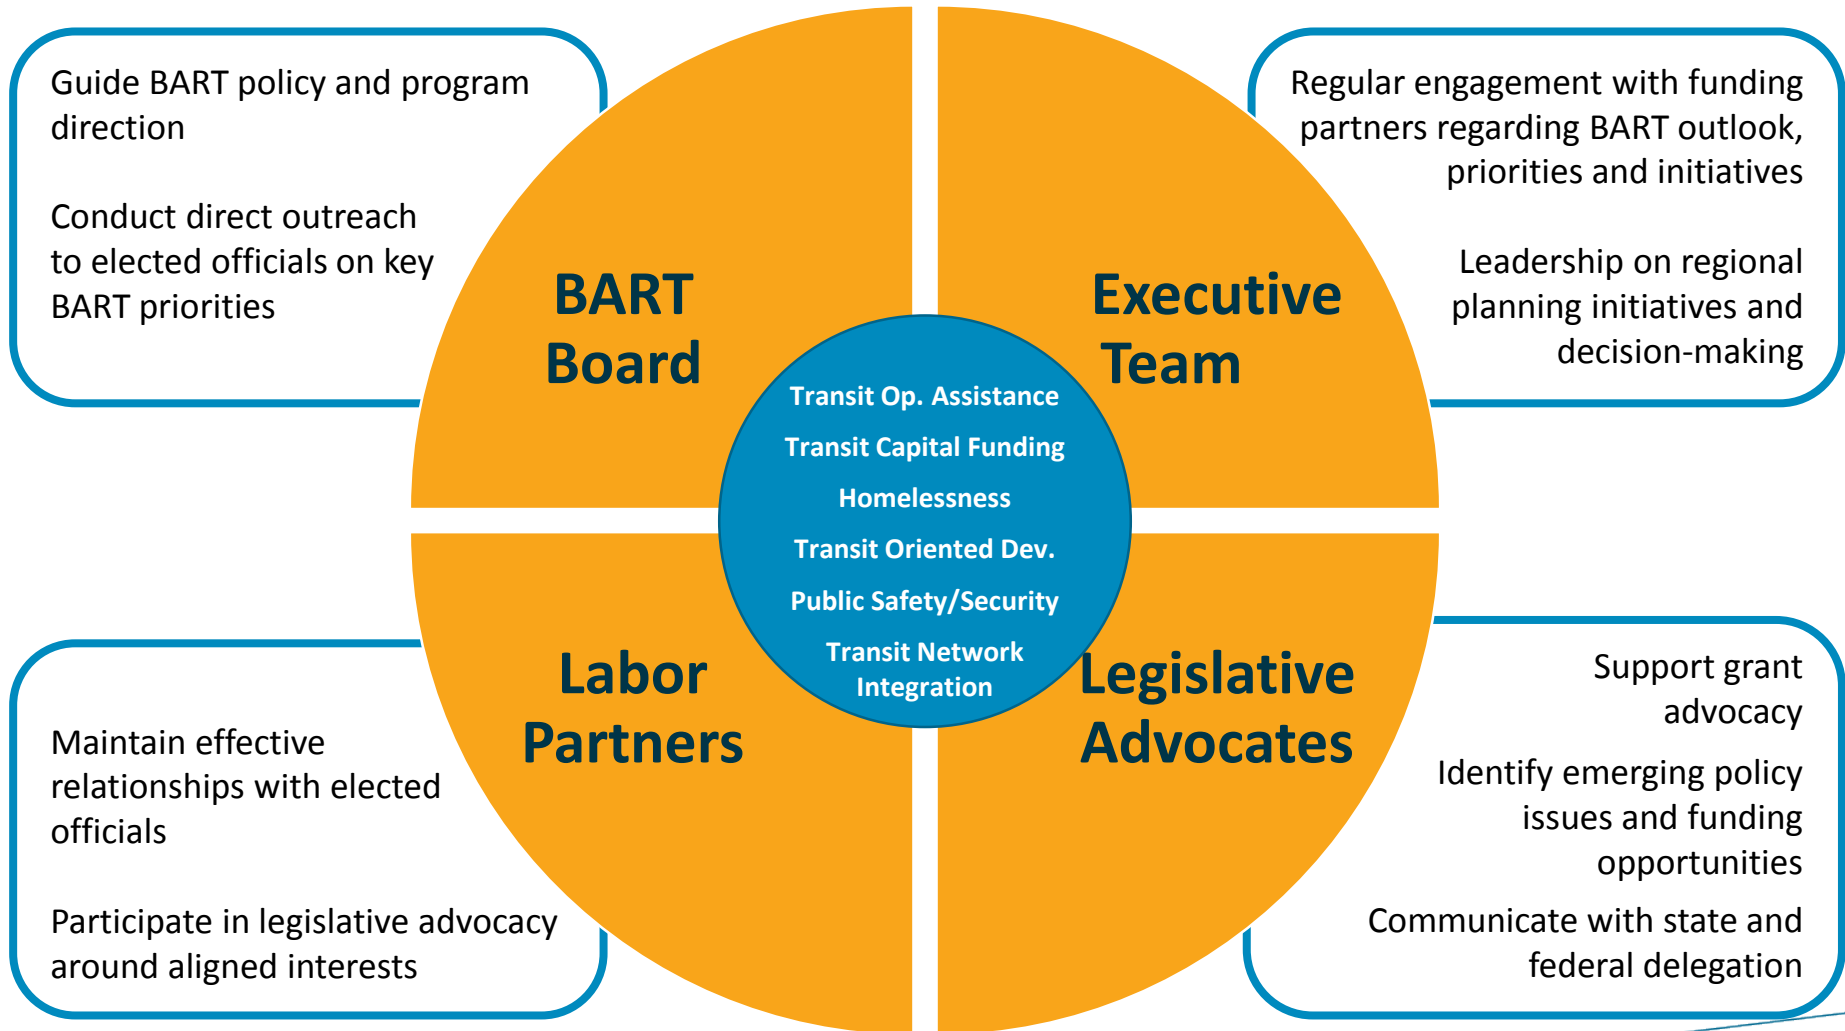 Guide BART policy and program
direction
Conduct direct outreach
to elected officials on key
BART priorities
BART
Board
Executive
Team
Regular engagement with funding
partners regarding BART outlook,
priorities and initiatives
Leadership on regional
planning initiatives and
decision-making
Transit Op. Assistance
Transit Capital Funding
Homelessness
Transit Oriented Dev.
Public Safety/Security
Transit Network
Integration
Maintain effective
relationships with elected
officials
Participate in legislative advocacy
around aligned interests
Labor
Partners
Legislative
Advocates
Support grant
advocacy
Identify emerging policy
issues and funding
opportunities
Communicate with state and
federal delegation